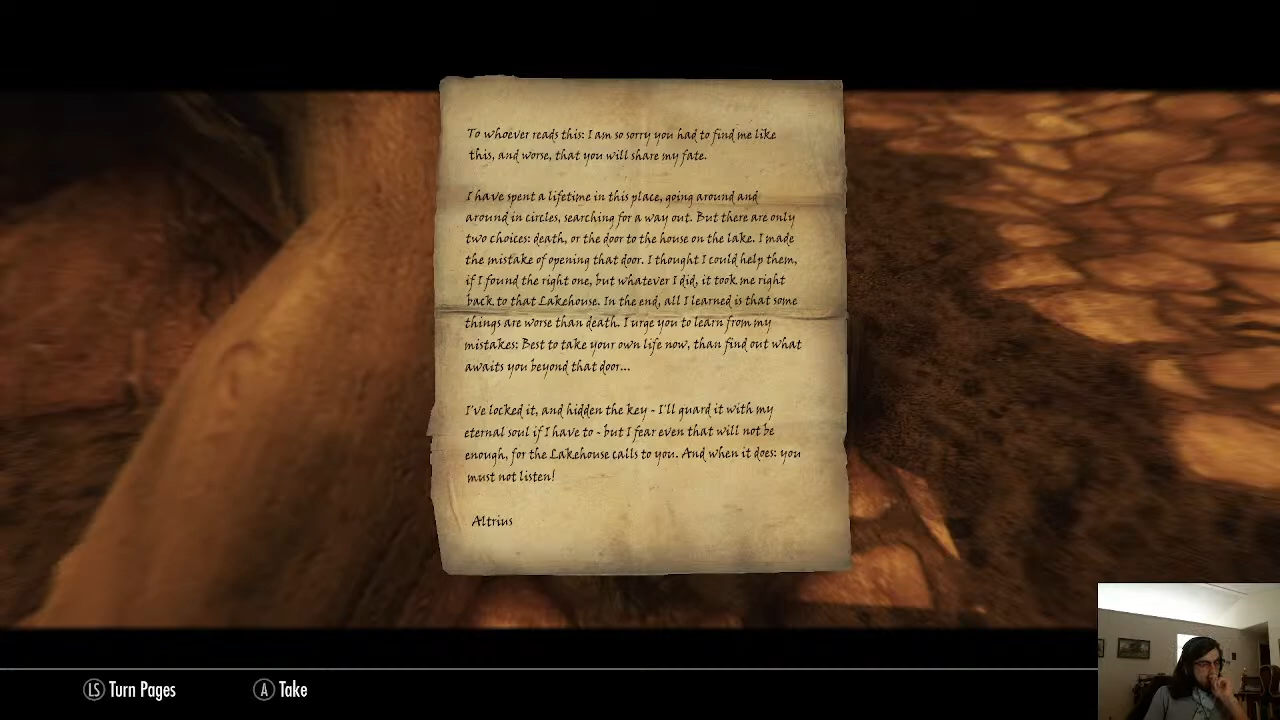 To whoever reads this: I am so sorry you had to find me like
this, and worse, that you will share my fate.
I have spent a lifetime in this place, going around and
around in circles, searching for a way out. But there are only
two choices: death, or the door to the house on the lake. I made
the mistake of opening that door. I thought I could help them,
if I found the right one, but whatever I did, it took me right
back to that Lakehouse. In the end, all I learned is that some
things are worse than death. I urge you to learn from my
mistakes: Best to take your own life now, than find out what
awaits you beyond that door...
I've locked it, and hidden the key - I'll guard it with my
eternal soul if I have to - but I fear even that will not be
enough, for the Lakehouse calls to you. And when it does: you
must not listen!
Altrius
LS Turn Pages
A Take